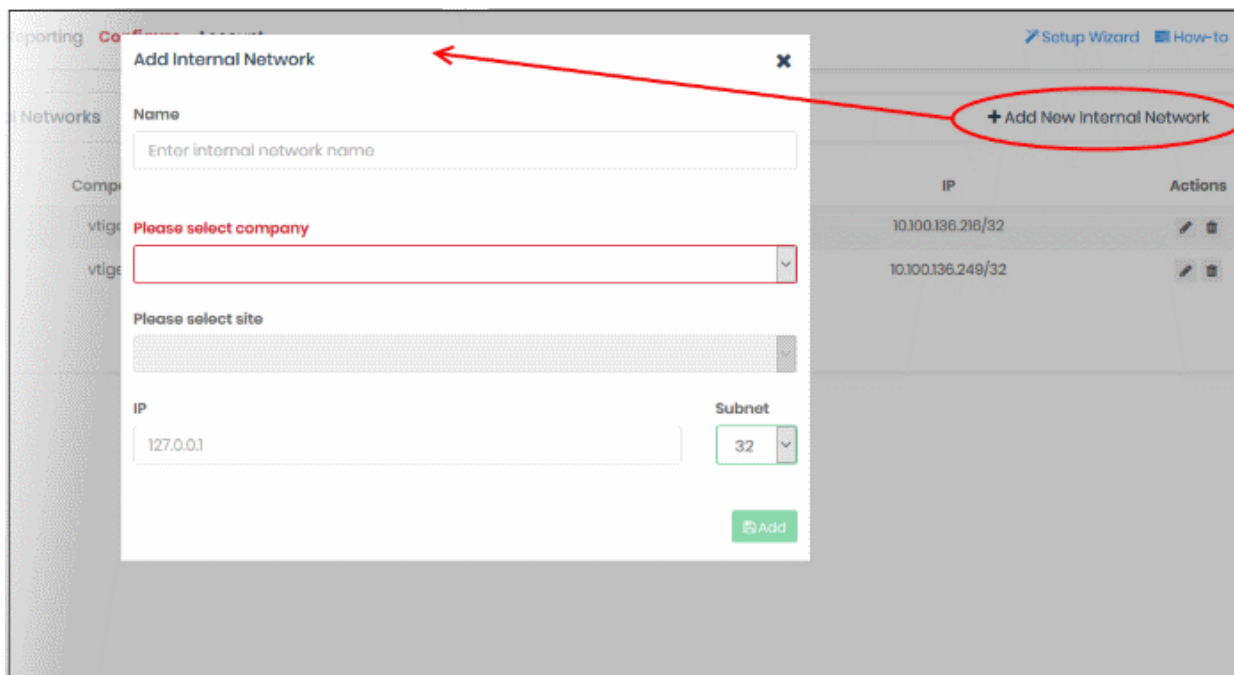 Account
Setup Wizard How-to
Add Internal Network
Networks
Add New Internal Network
Name
Enter internal network name
IP Actions
Please select company
10.100.136.216/32
10.100.136.249/32
Please select site
IP Subnet
127.0.0.1 32
Add